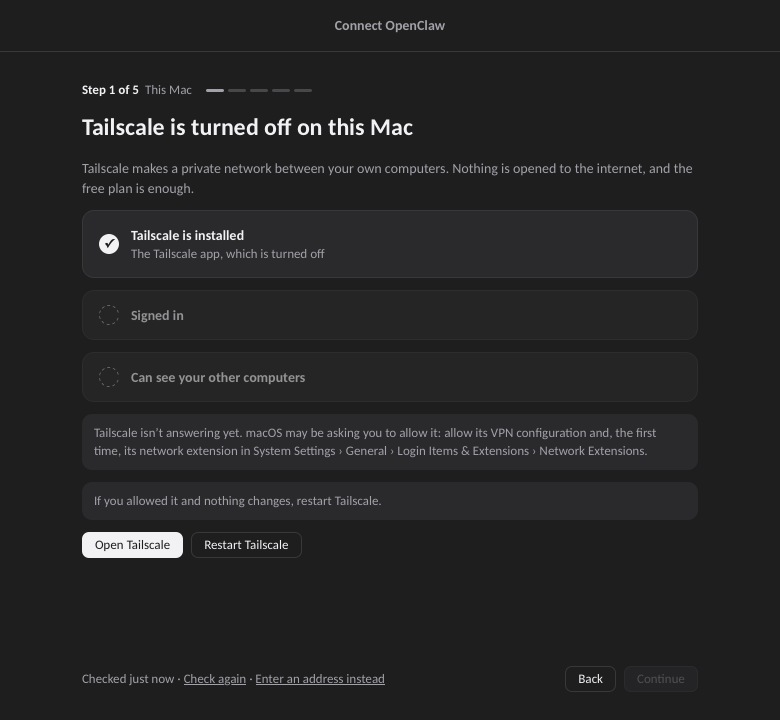 Connect OpenClaw
Step 1 of 5 This Mac
Tailscale is turned off on this Mac
Tailscale makes a private network between your own computers. Nothing is opened to the internet, and the
free plan is enough.
Tailscale is installed
The Tailscale app, which is turned off
Signed in
Can see your other computers
Tailscale isn’t answering yet. macOS may be asking you to allow it: allow its VPN configuration and, the first
time, its network extension in System Settings › General › Login Items & Extensions › Network Extensions.
If you allowed it and nothing changes, restart Tailscale.
Open Tailscale Restart Tailscale
Checked just now · Check again · Enter an address instead Back Continue